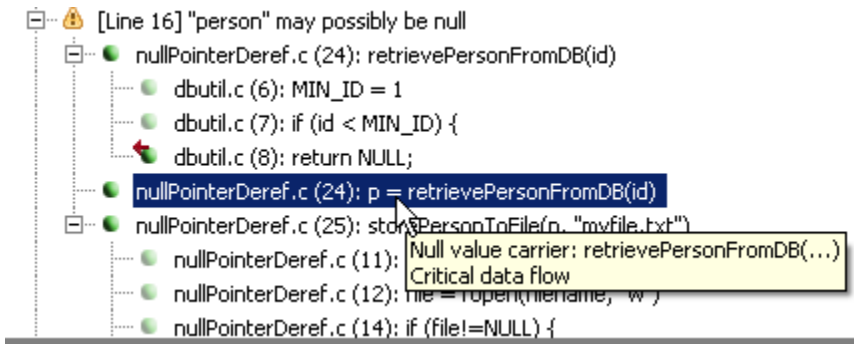 [Line 16] "person" may possibly be null
nullPointerDeref.c (24): retrievePersonFromDB(id)
dbutil.c (6): MIN_ID = 1
dbutil.c (7): if (id < MIN_ID) {
dbutil.c (8): return NULL;
nullPointerDeref.c (24): p = retrievePersonFromDB(id)
nullPointerDeref.c (25): storePersonToFile(p, "myfile.txt")
nullPointerDeref.c (11):
Null value carrier: retrievePersonFromDB(...)
Critical data flow
nullPointerDeref.c (12): file = fopen(filename, "w")
nullPointerDeref.c (14): if (file!=NULL) {